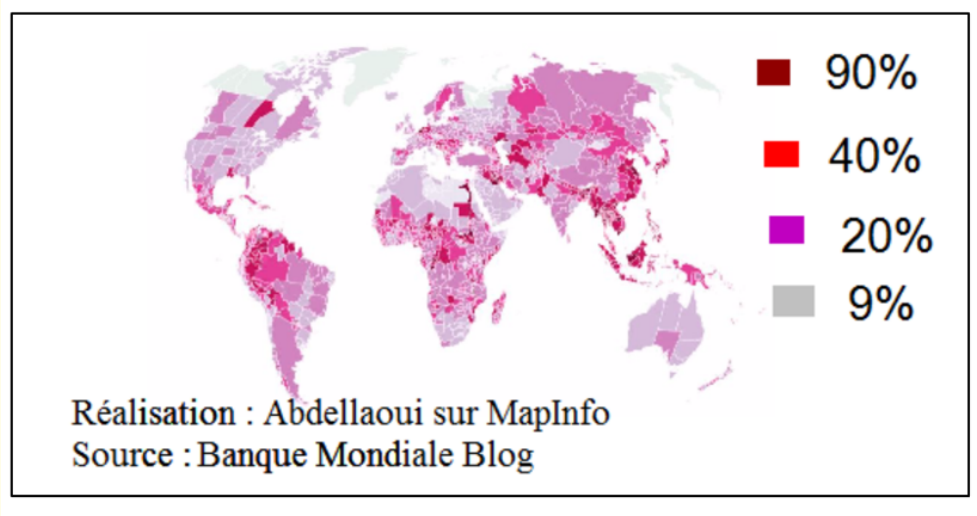 90%
40%
20%
9%
Réalisation : Abdellaoui sur MapInfo
Source : Banque Mondiale Blog